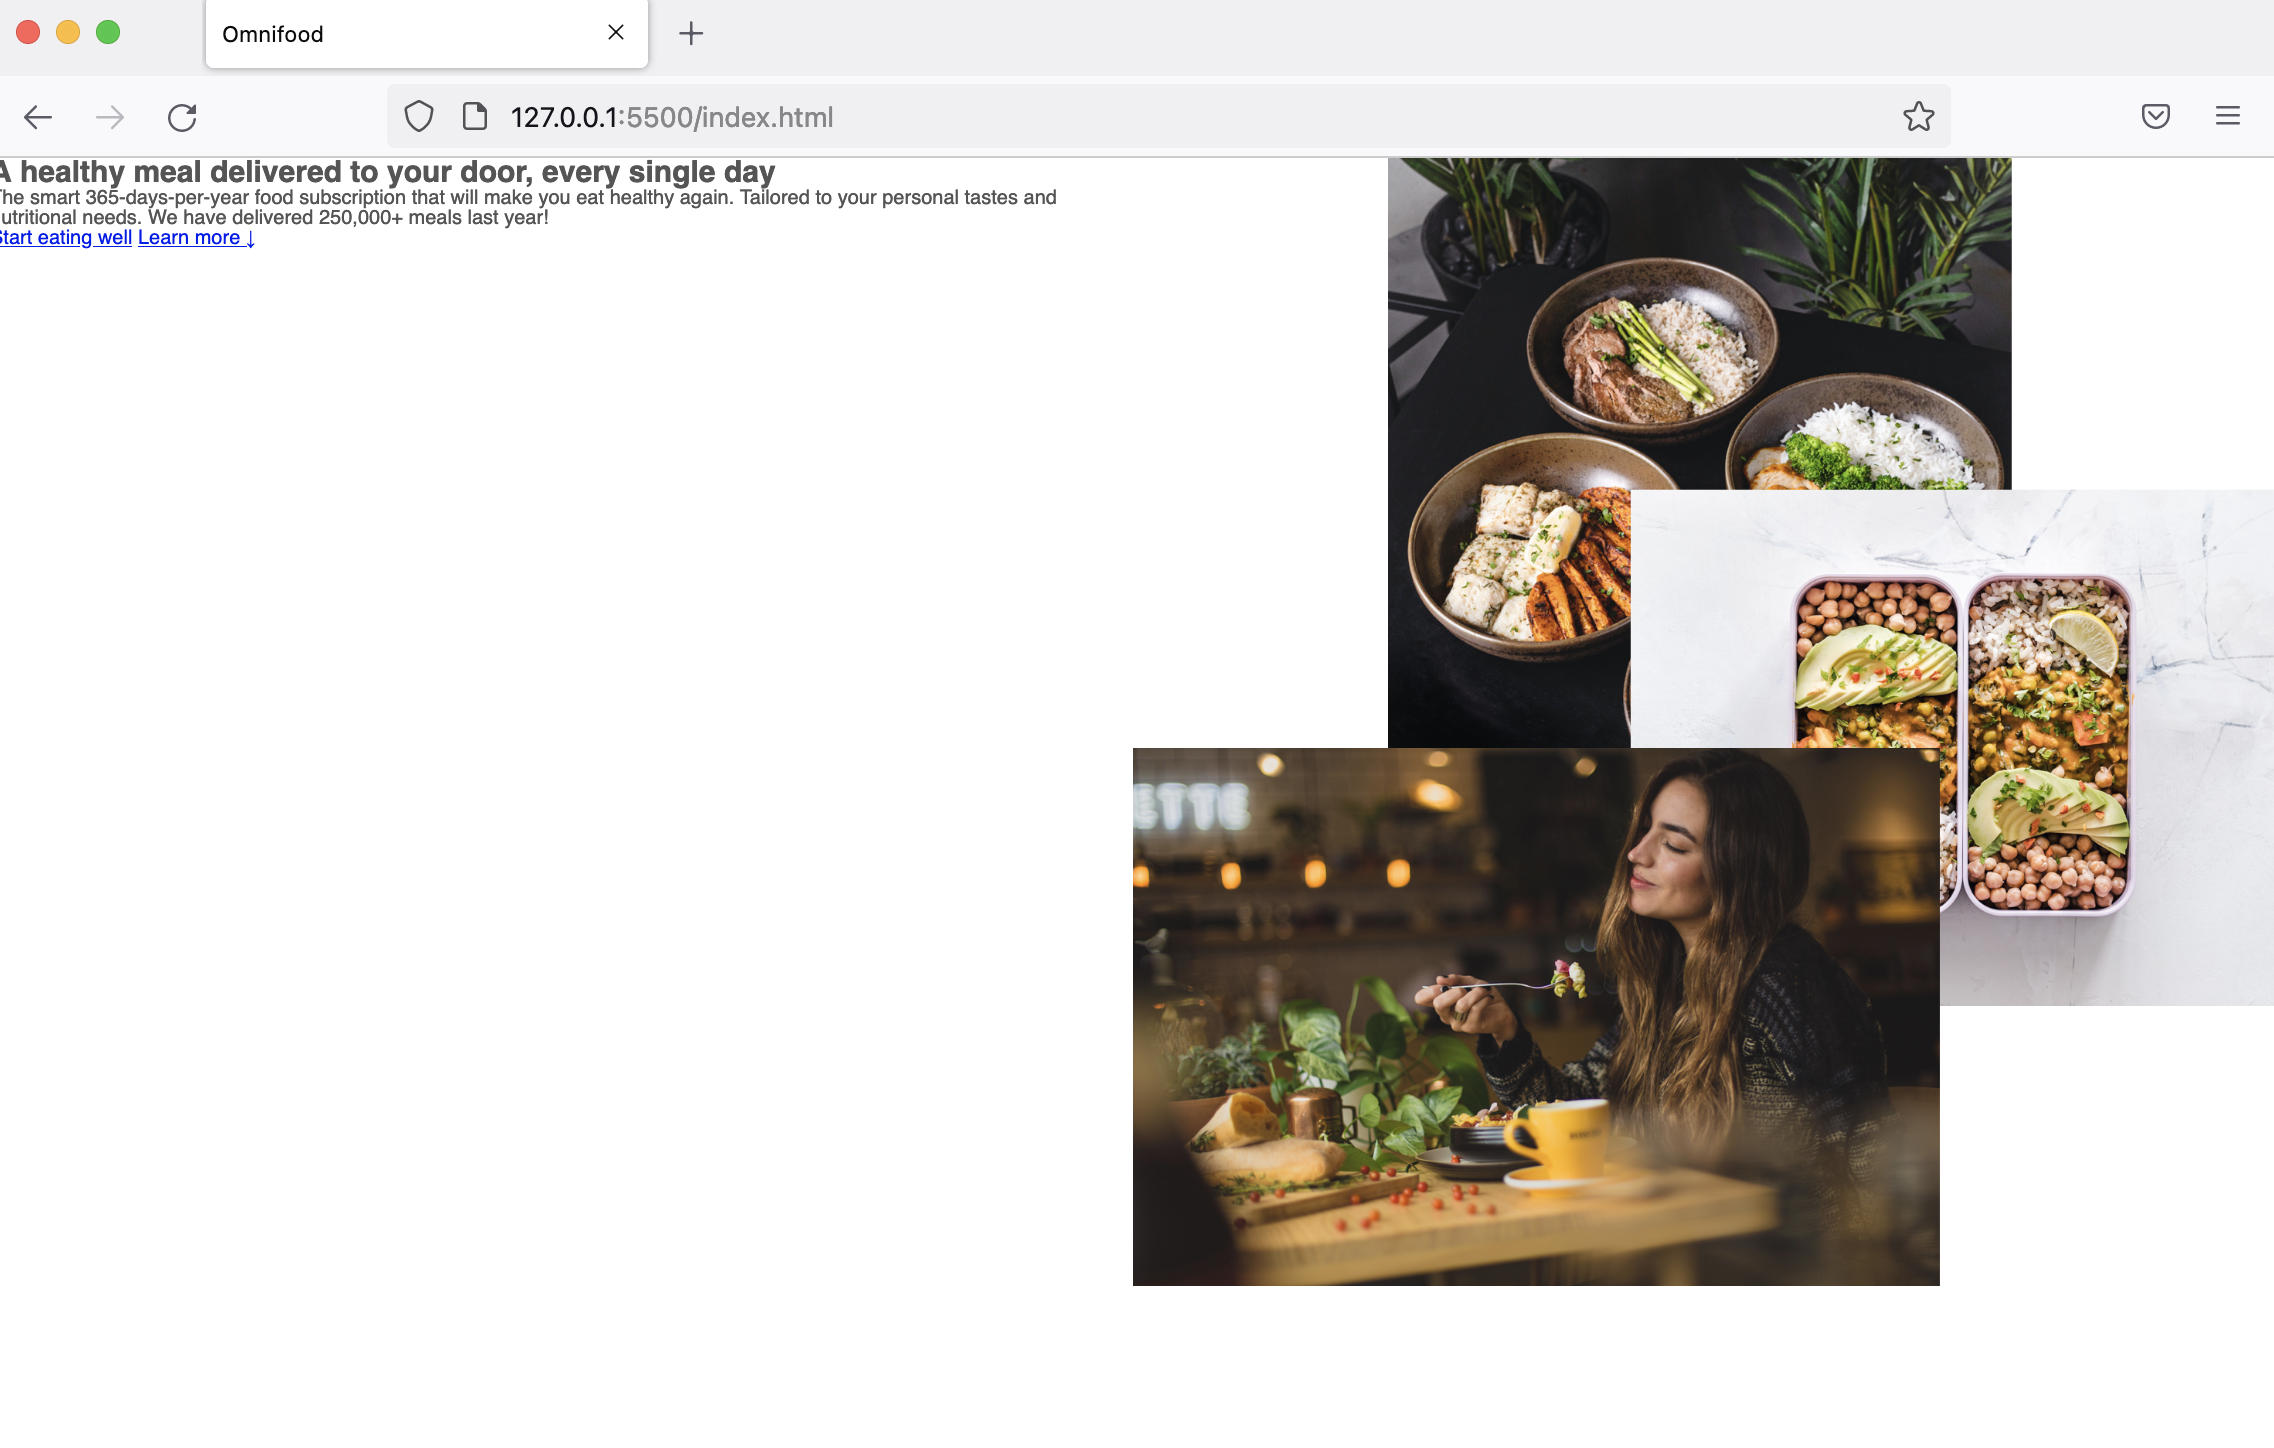 Omnifood
127.0.0.1:5500/index.html
A healthy meal delivered to your door, every single day
The smart 365-days-per-year food subscription that will make you eat healthy again. Tailored to your personal tastes and
utritional needs. We have delivered 250,000+ meals last year!
Start eating well Learn more ↓
ETTE